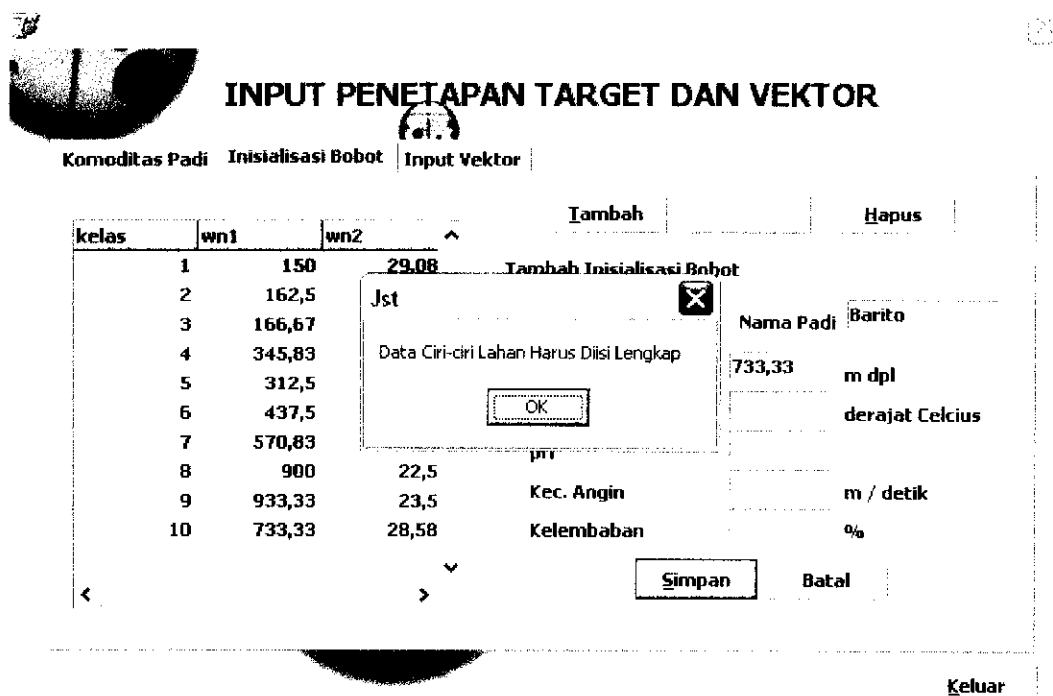 INPUT PENETAPAN TARGET DAN VEKTOR
Komoditas Padi Inisialisasi Bobot Input Vektor
Tambah Hapus
kelas wn1 wn2
1 150 29,08
2 162,5
3 166,67
4 345,83
5 312,5
6 437,5
7 570,83
8 900 22,5
9 933,33 23,5
10 733,33 28,58
Tambah Inisialisasi Bobot
Jst
Data Ciri-ciri Lahan Harus Diisi Lengkap
OK
Nama Padi Barito
733,33 m dpl
derajat Celcius
pH
Kec. Angin m / detik
Kelembaban %
Simpan Batal
Keluar